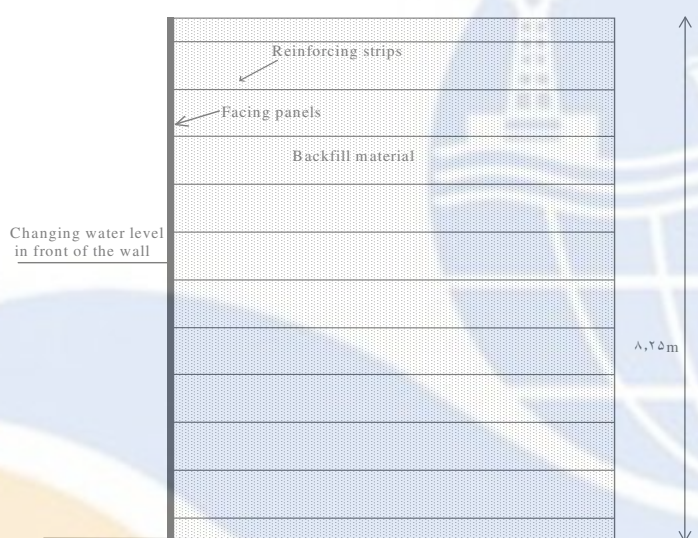 Reinforcing strips
Facing panels
Backfill material
Changing water level
in front of the wall
۸,۲۵m